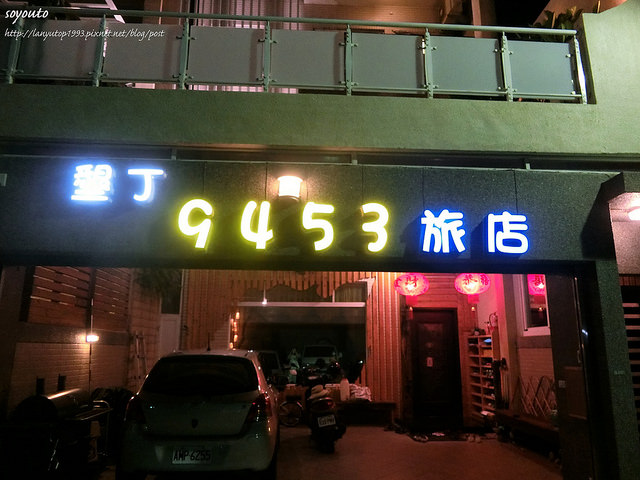 soyouto
http://lanyutop1993.pixnet.net/blog/post
墾丁 9453 旅店